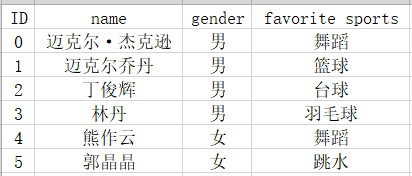 ID name gender favorite sports
0 迈克尔·杰克逊 男 舞蹈
1 迈克尔乔丹 男 篮球
2 丁俊辉 男 台球
3 林丹 男 羽毛球
4 熊作云 女 舞蹈
5 郭晶晶 女 跳水